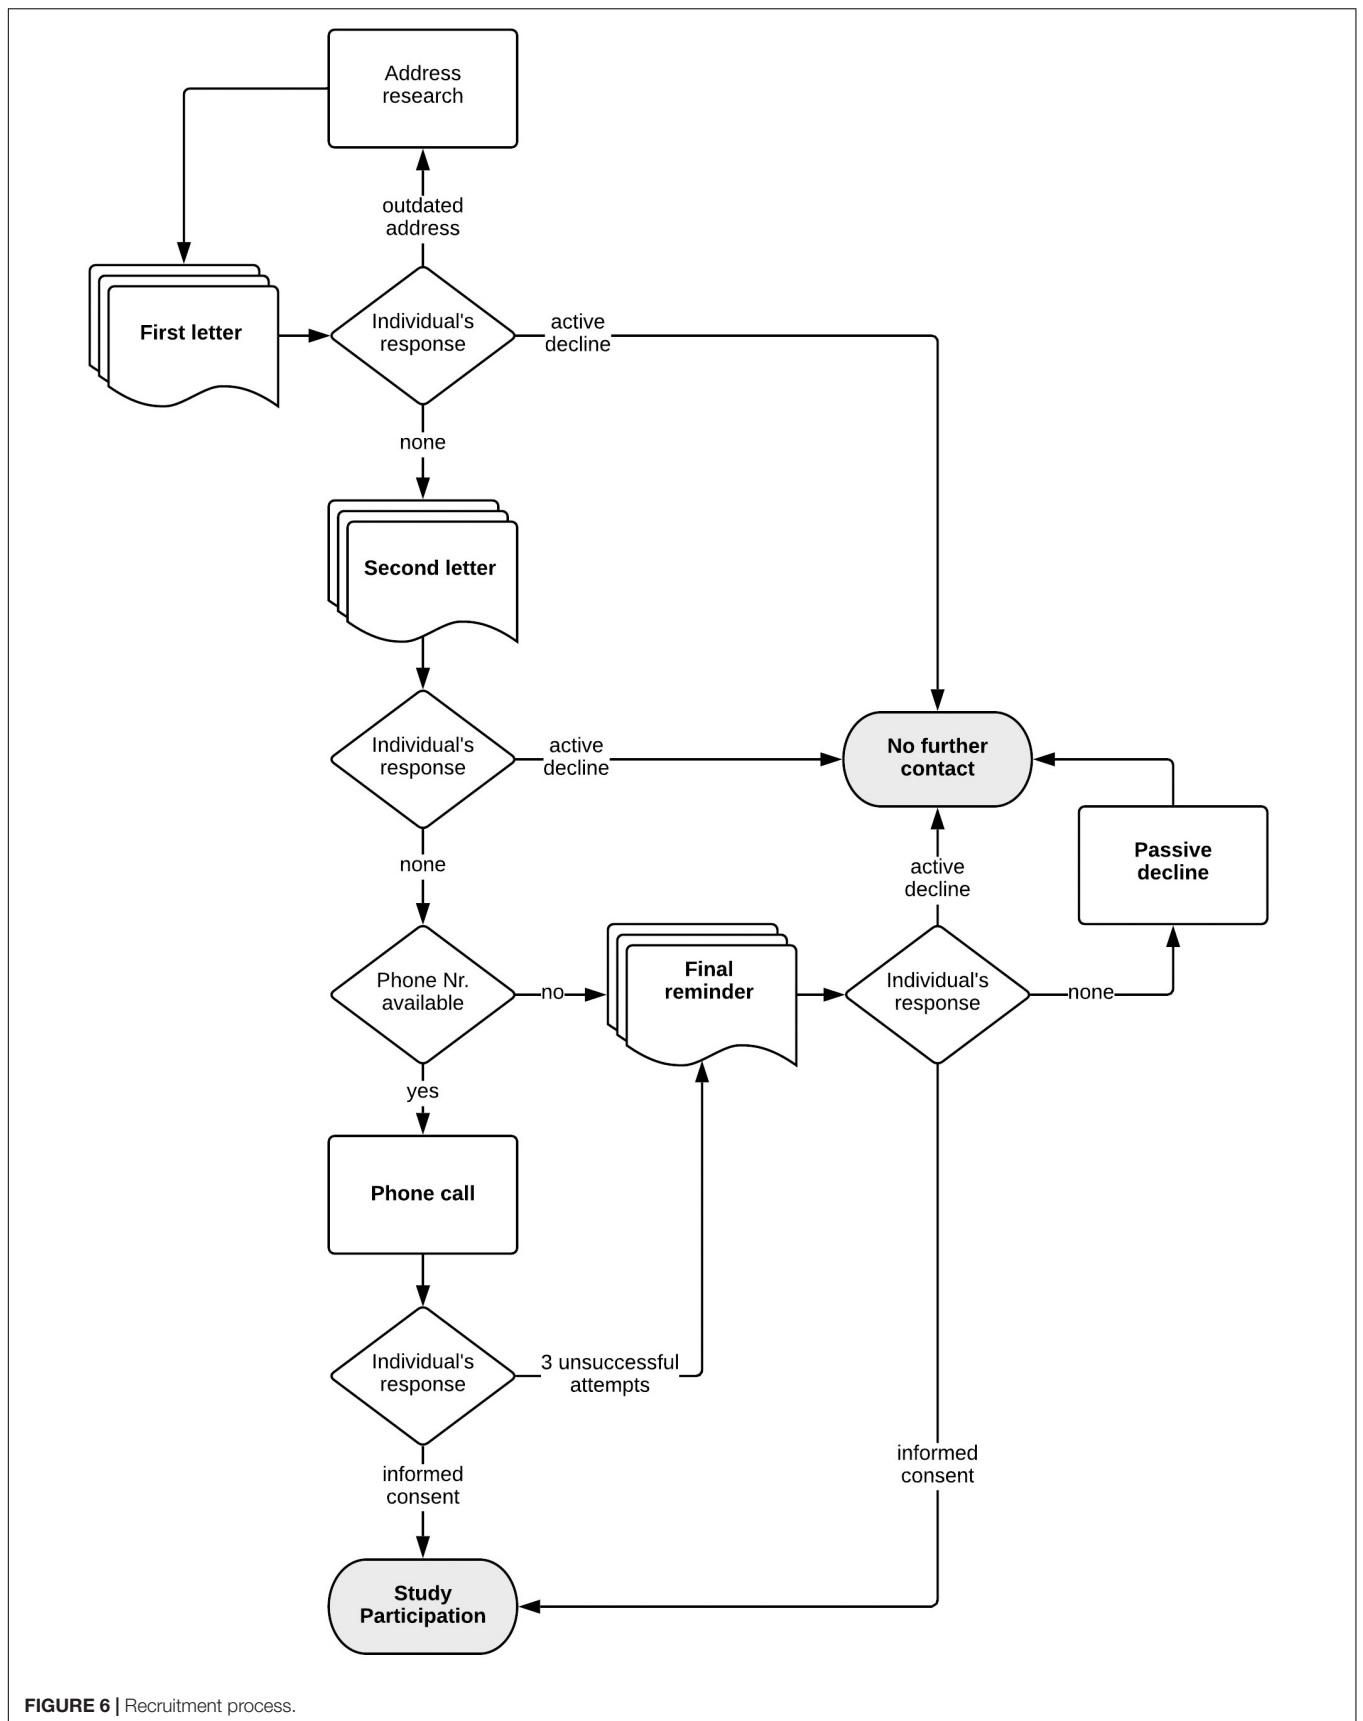 Address
research
outdated
address
First letter
Individual's
response
active
decline
none
Second letter
Individual's
response
active
decline
No further
contact
none
active
decline
Passive
decline
Phone Nr.
available
no
Final
reminder
Individual's
response
none
yes
Phone call
Individual's
response
3 unsuccessful
attempts
informed
consent
informed
consent
Study
Participation
FIGURE 6 | Recruitment process.